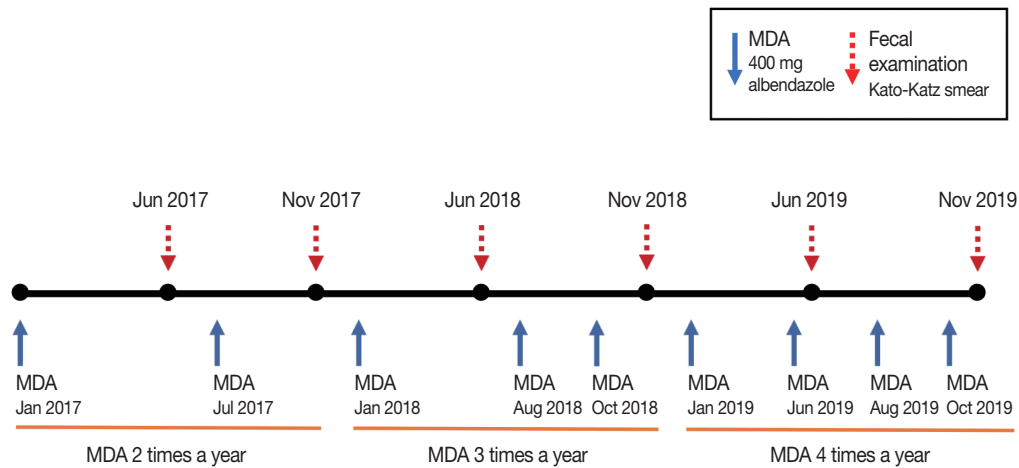 MDA
400 mg
albendazole
Fecal
examination
Kato-Katz smear
Jun 2017
Nov 2017
Jun 2018
Nov 2018
Jun 2019
Nov 2019
MDA
Jan 2017
MDA
Jul 2017
MDA
Jan 2018
MDA
Aug 2018
MDA
Oct 2018
MDA
Jan 2019
MDA
Jun 2019
MDA
Aug 2019
MDA
Oct 2019
MDA 2 times a year
MDA 3 times a year
MDA 4 times a year